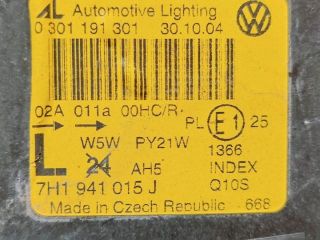 AL Automotive Lighting
0 301 191 301 30.10.04
02A 011a 00HC/R
PL E1 25
W5W PY21W 1366
L 24 AH5 INDEX
7H1 941 015 J Q10S
Made in Czech Republic 668